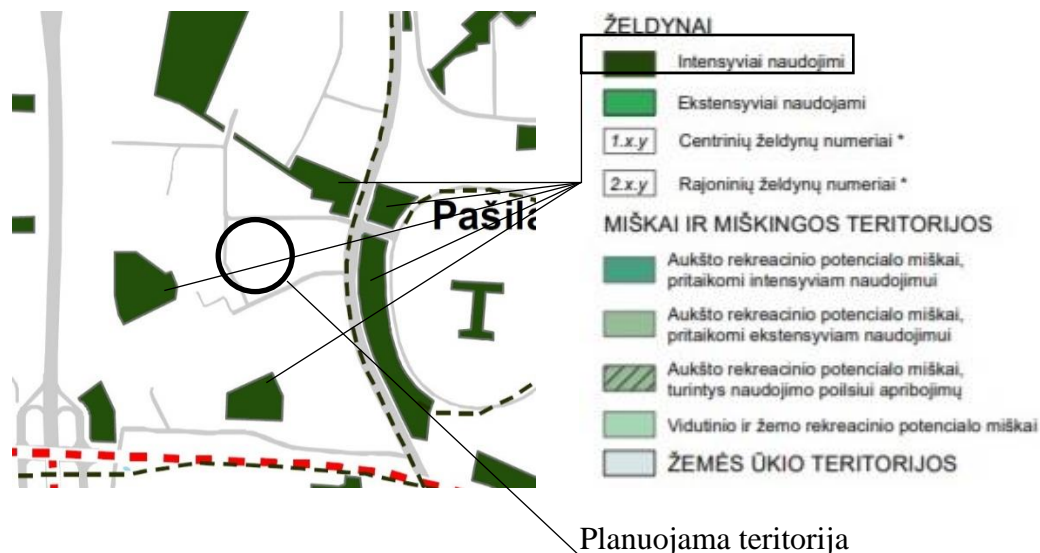 Pašila
ŽELDYNAI
Intensyviai naudojimi
Ekstensyviai naudojami
1.x.y Centrinių želdynų numeriai *
2.x.y Rajoninių želdynų numeriai *
MIŠKAI IR MIŠKINGOS TERITORIJOS
Aukšto rekreacinio potencialo miškai,
pritaikomi intensyviam naudojimui
Aukšto rekreacinio potencialo miškai,
pritaikomi ekstensyviam naudojimui
Aukšto rekreacinio potencialo miškai,
turintys naudojimo poilsiui apribojimų
Vidutinio ir žemo rekreacinio potencialo miškai
ŽEMĖS ŪKIO TERITORIJOS
Planuojama teritorija